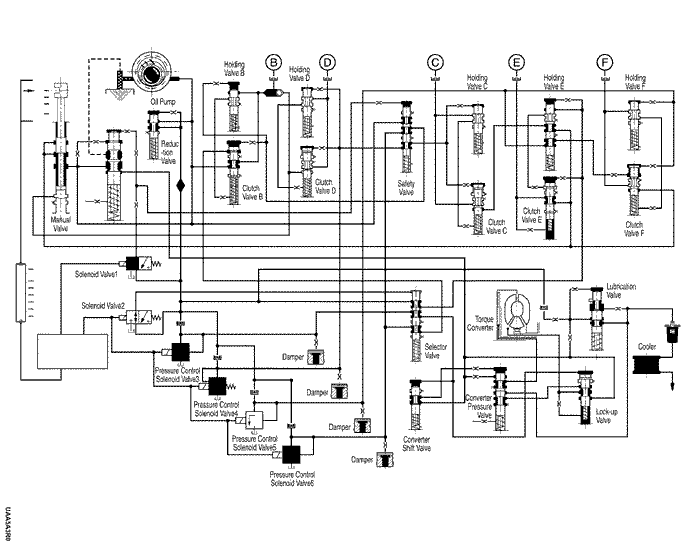 Holding
Valve B
B
Holding
Valve D
D
C
Holding
Valve C
E
Holding
Valve E
F
Holding
Valve F
Oil Pump
Reduc
-tion
Valve
Manual
Valve
Clutch
Valve B
Clutch
Valve D
Safety
Valve
Clutch
Valve C
Clutch
Valve E
Clutch
Valve F
Solenoid Valve1
Solenoid Valve2
Pressure Control
Solenoid Valve3
Pressure Control
Solenoid Valve4
Pressure Control
Solenoid Valve5
Pressure Control
Solenoid Valve6
Damper
Damper
Damper
Damper
Selector
Valve
Torque
Converter
Lubrication
Valve
Cooler
Converter
Shift Valve
Converter
Pressure
Valve
Lock-up
Valve